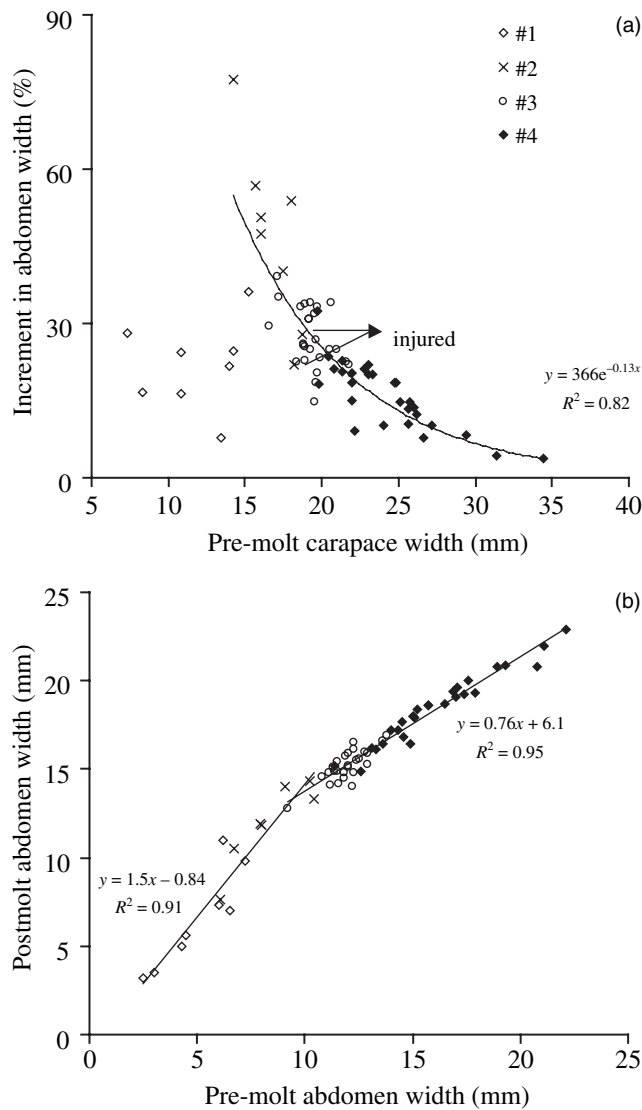 (a)
◇ #1
× #2
○ #3
◆ #4
90
60
30
0
Increment in abdomen width (%)
injured
y = 366e^{–0.13x}
R² = 0.82
5 10 15 20 25 30 35 40
Pre-molt carapace width (mm)
(b)
25
20
15
10
5
0
Postmolt abdomen width (mm)
y = 0.76x + 6.1
R² = 0.95
y = 1.5x – 0.84
R² = 0.91
0 5 10 15 20 25
Pre-molt abdomen width (mm)